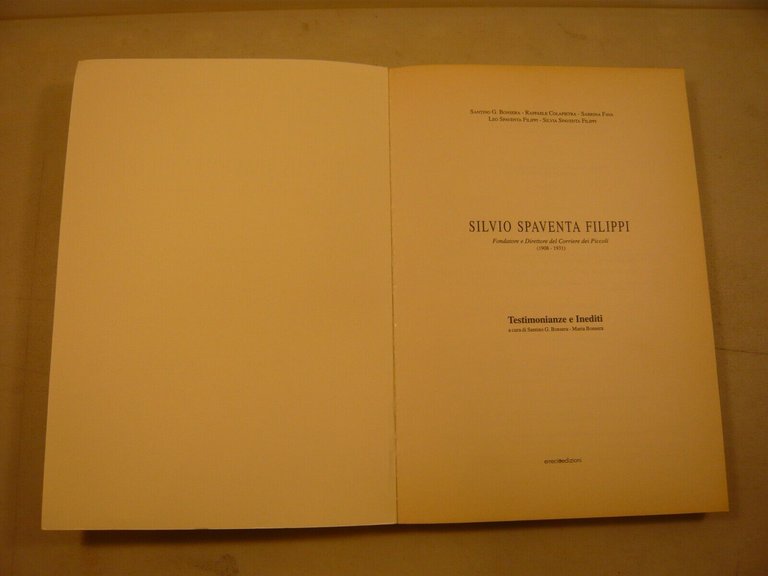 SANTINO G. BONSERA - RAFFAELE COLAPIETRA - SABRINA FAVA
LEO SPAVENTA FILIPPI - SILVIA SPAVENTA FILIPPI
SILVIO SPAVENTA FILIPPI
Fondatore e Direttore del Corriere dei Piccoli
(1908 - 1931)
Testimonianze e Inediti
a cura di Santino G. Bonsera - Maria Bonsera
erreciedizioni